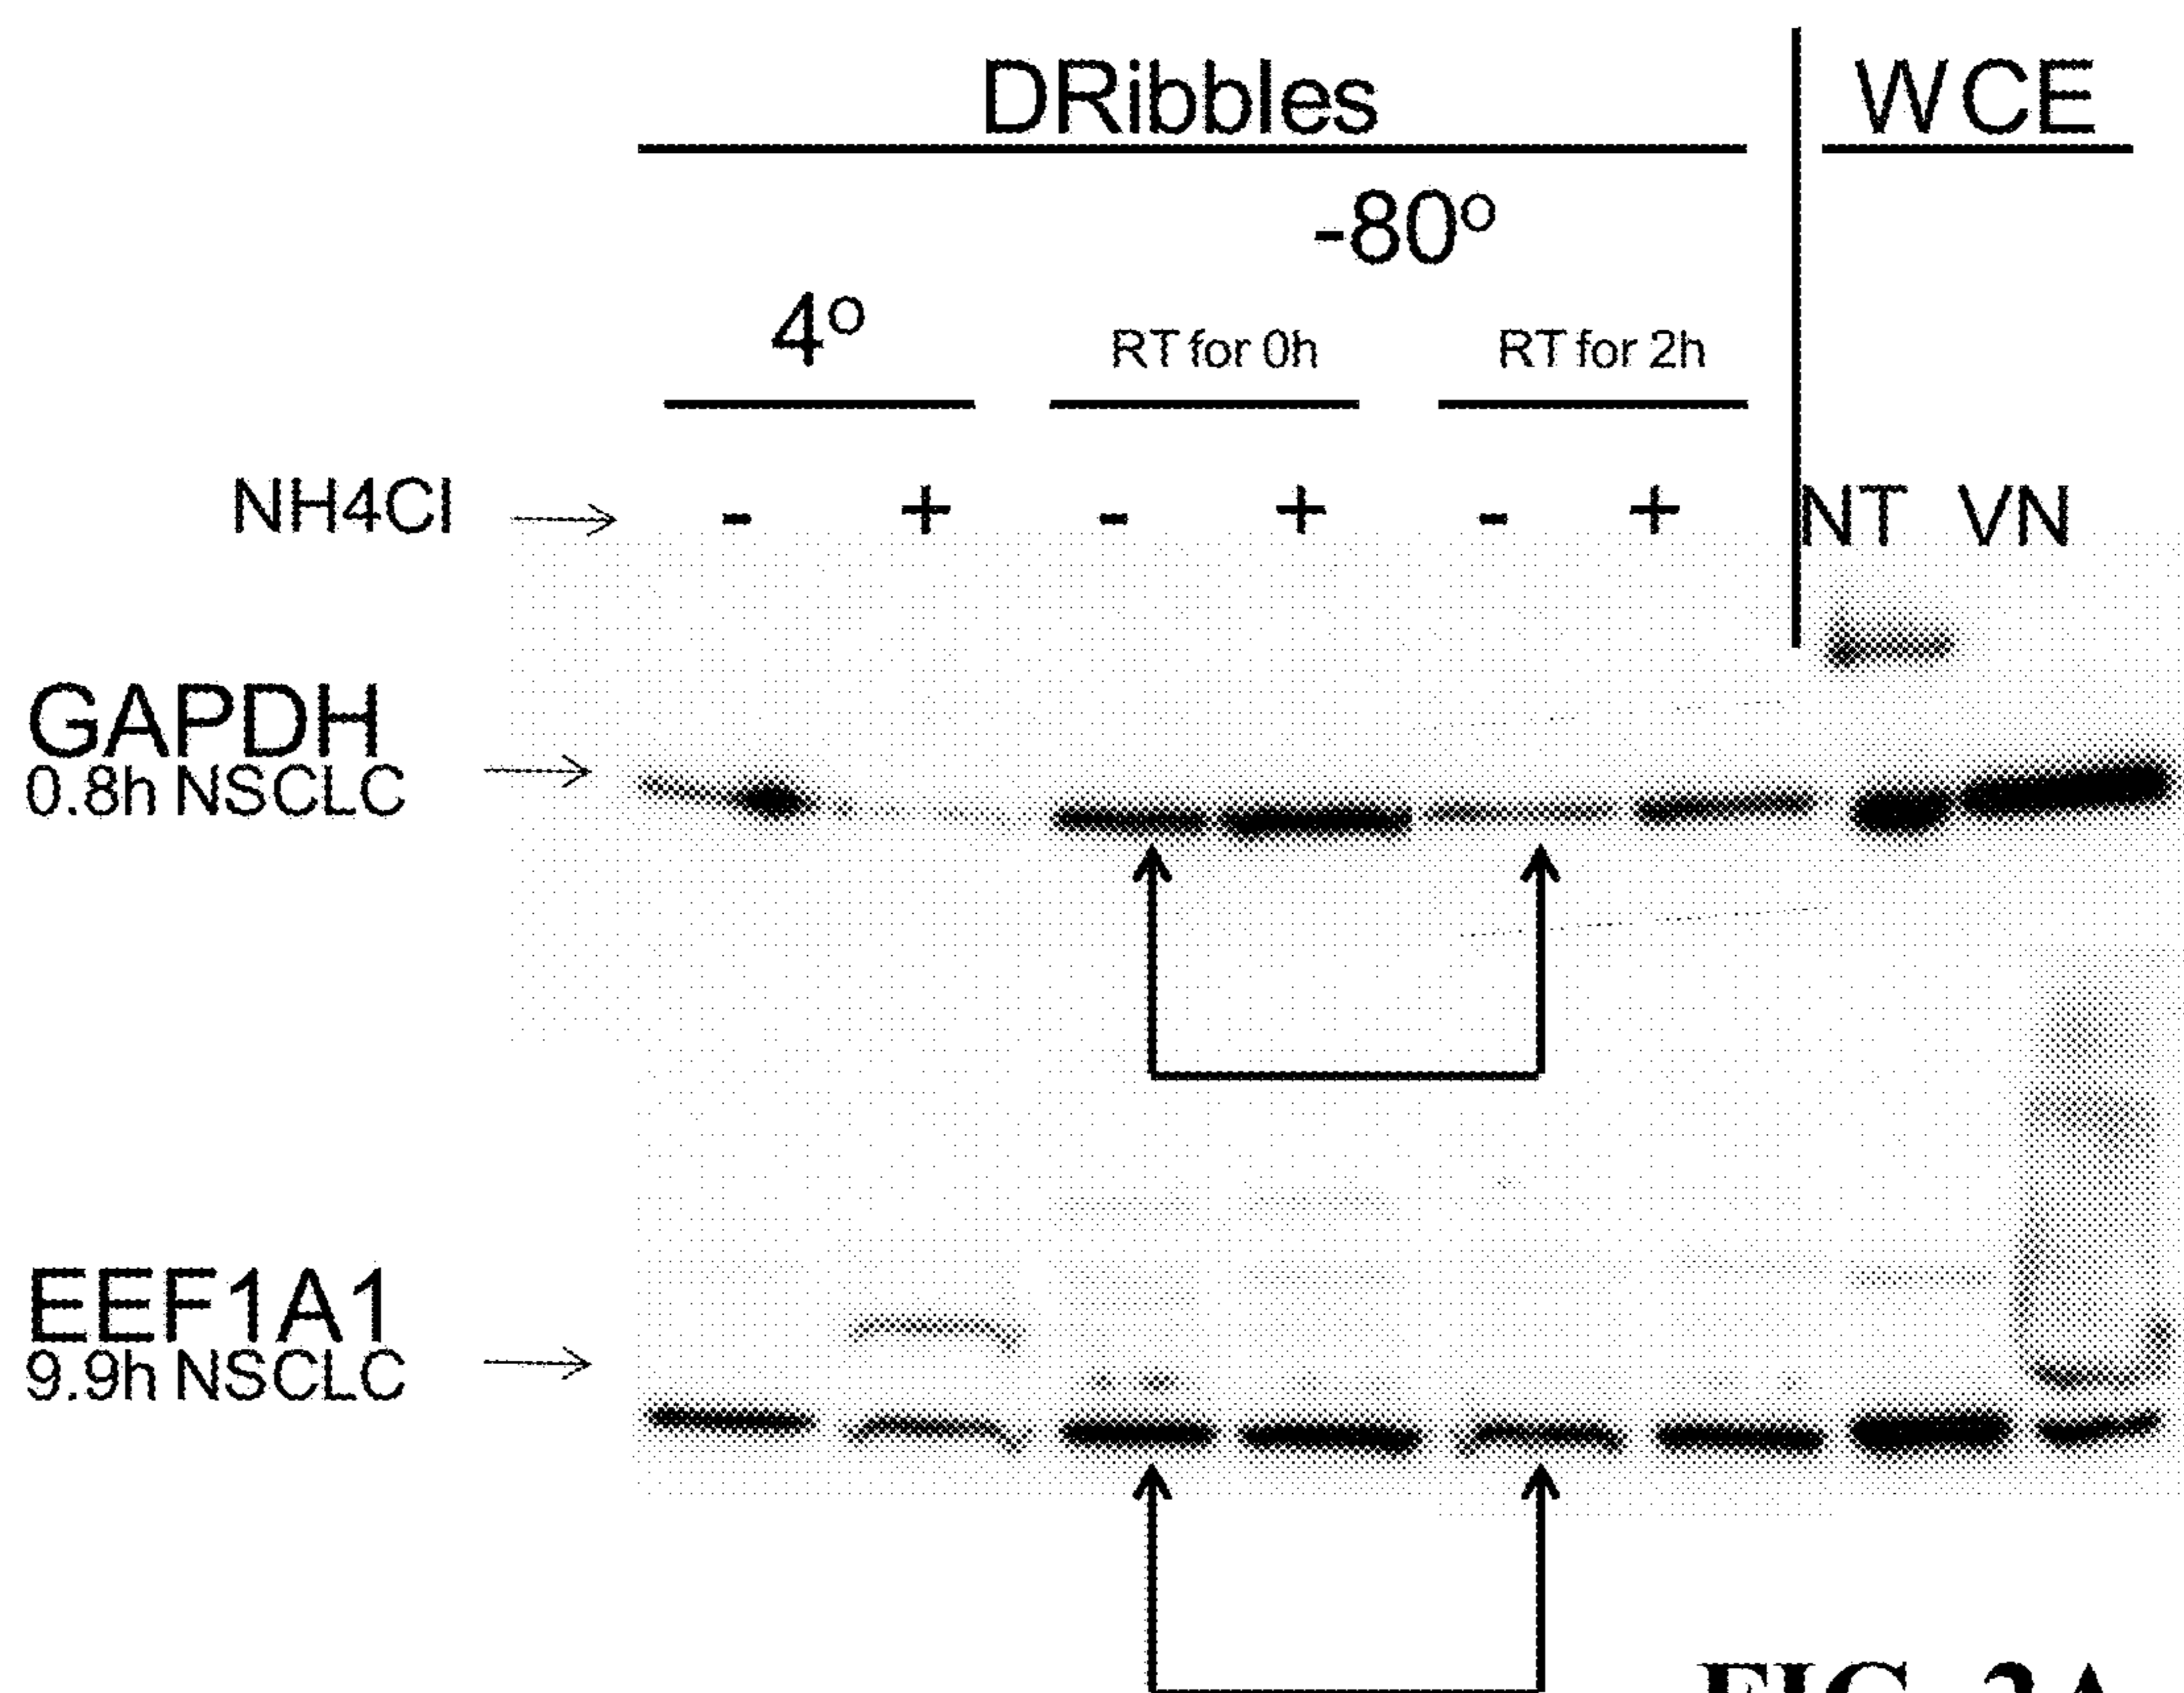 DRibbles WCE
-80°
4° RT for 0h RT for 2h
NH4Cl - + - + - + NT VN
GAPDH
0.8h NSCLC
EEF1A1
9.9h NSCLC